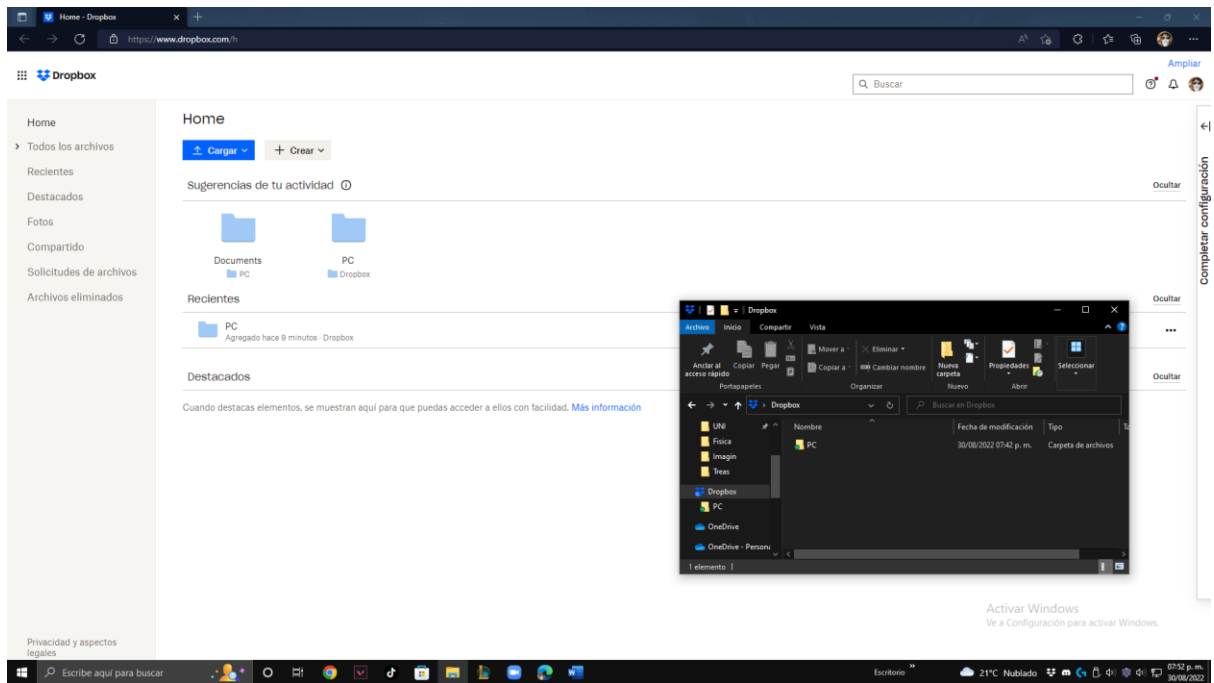 Home - Dropbox
https://www.dropbox.com/h
Ampliar
Dropbox
Buscar
Home
Todos los archivos
Recientes
Destacados
Fotos
Compartido
Solicitudes de archivos
Archivos eliminados
Privacidad y aspectos
legales
Home
Cargar
Crear
Sugerencias de tu actividad
Ocultar
Documents
PC
PC
Dropbox
Recientes
Ocultar
PC
Agregado hace 9 minutos · Dropbox
Destacados
Ocultar
Cuando destacas elementos, se muestran aquí para que puedas acceder a ellos con facilidad. Más información
Completar configuración
Dropbox
Archivo Inicio Compartir Vista
Anclar al
acceso rápido
Copiar
Pegar
Mover a
Copiar a
Eliminar
Cambiar nombre
Nueva
carpeta
Propiedades
Seleccionar
Portapapeles Organizar Nuevo Abrir
Dropbox
Buscar en Dropbox
UNI
Fisica
Imagin
Treas
Dropbox
PC
OneDrive
OneDrive - Person
Nombre Fecha de modificación Tipo Ta
PC 30/08/2022 07:42 p. m. Carpeta de archivos
1 elemento
Activar Windows
Ve a Configuración para activar Windows.
Escribe aquí para buscar
Escritorio
21°C Nublado
07:52 p. m.
30/08/2022